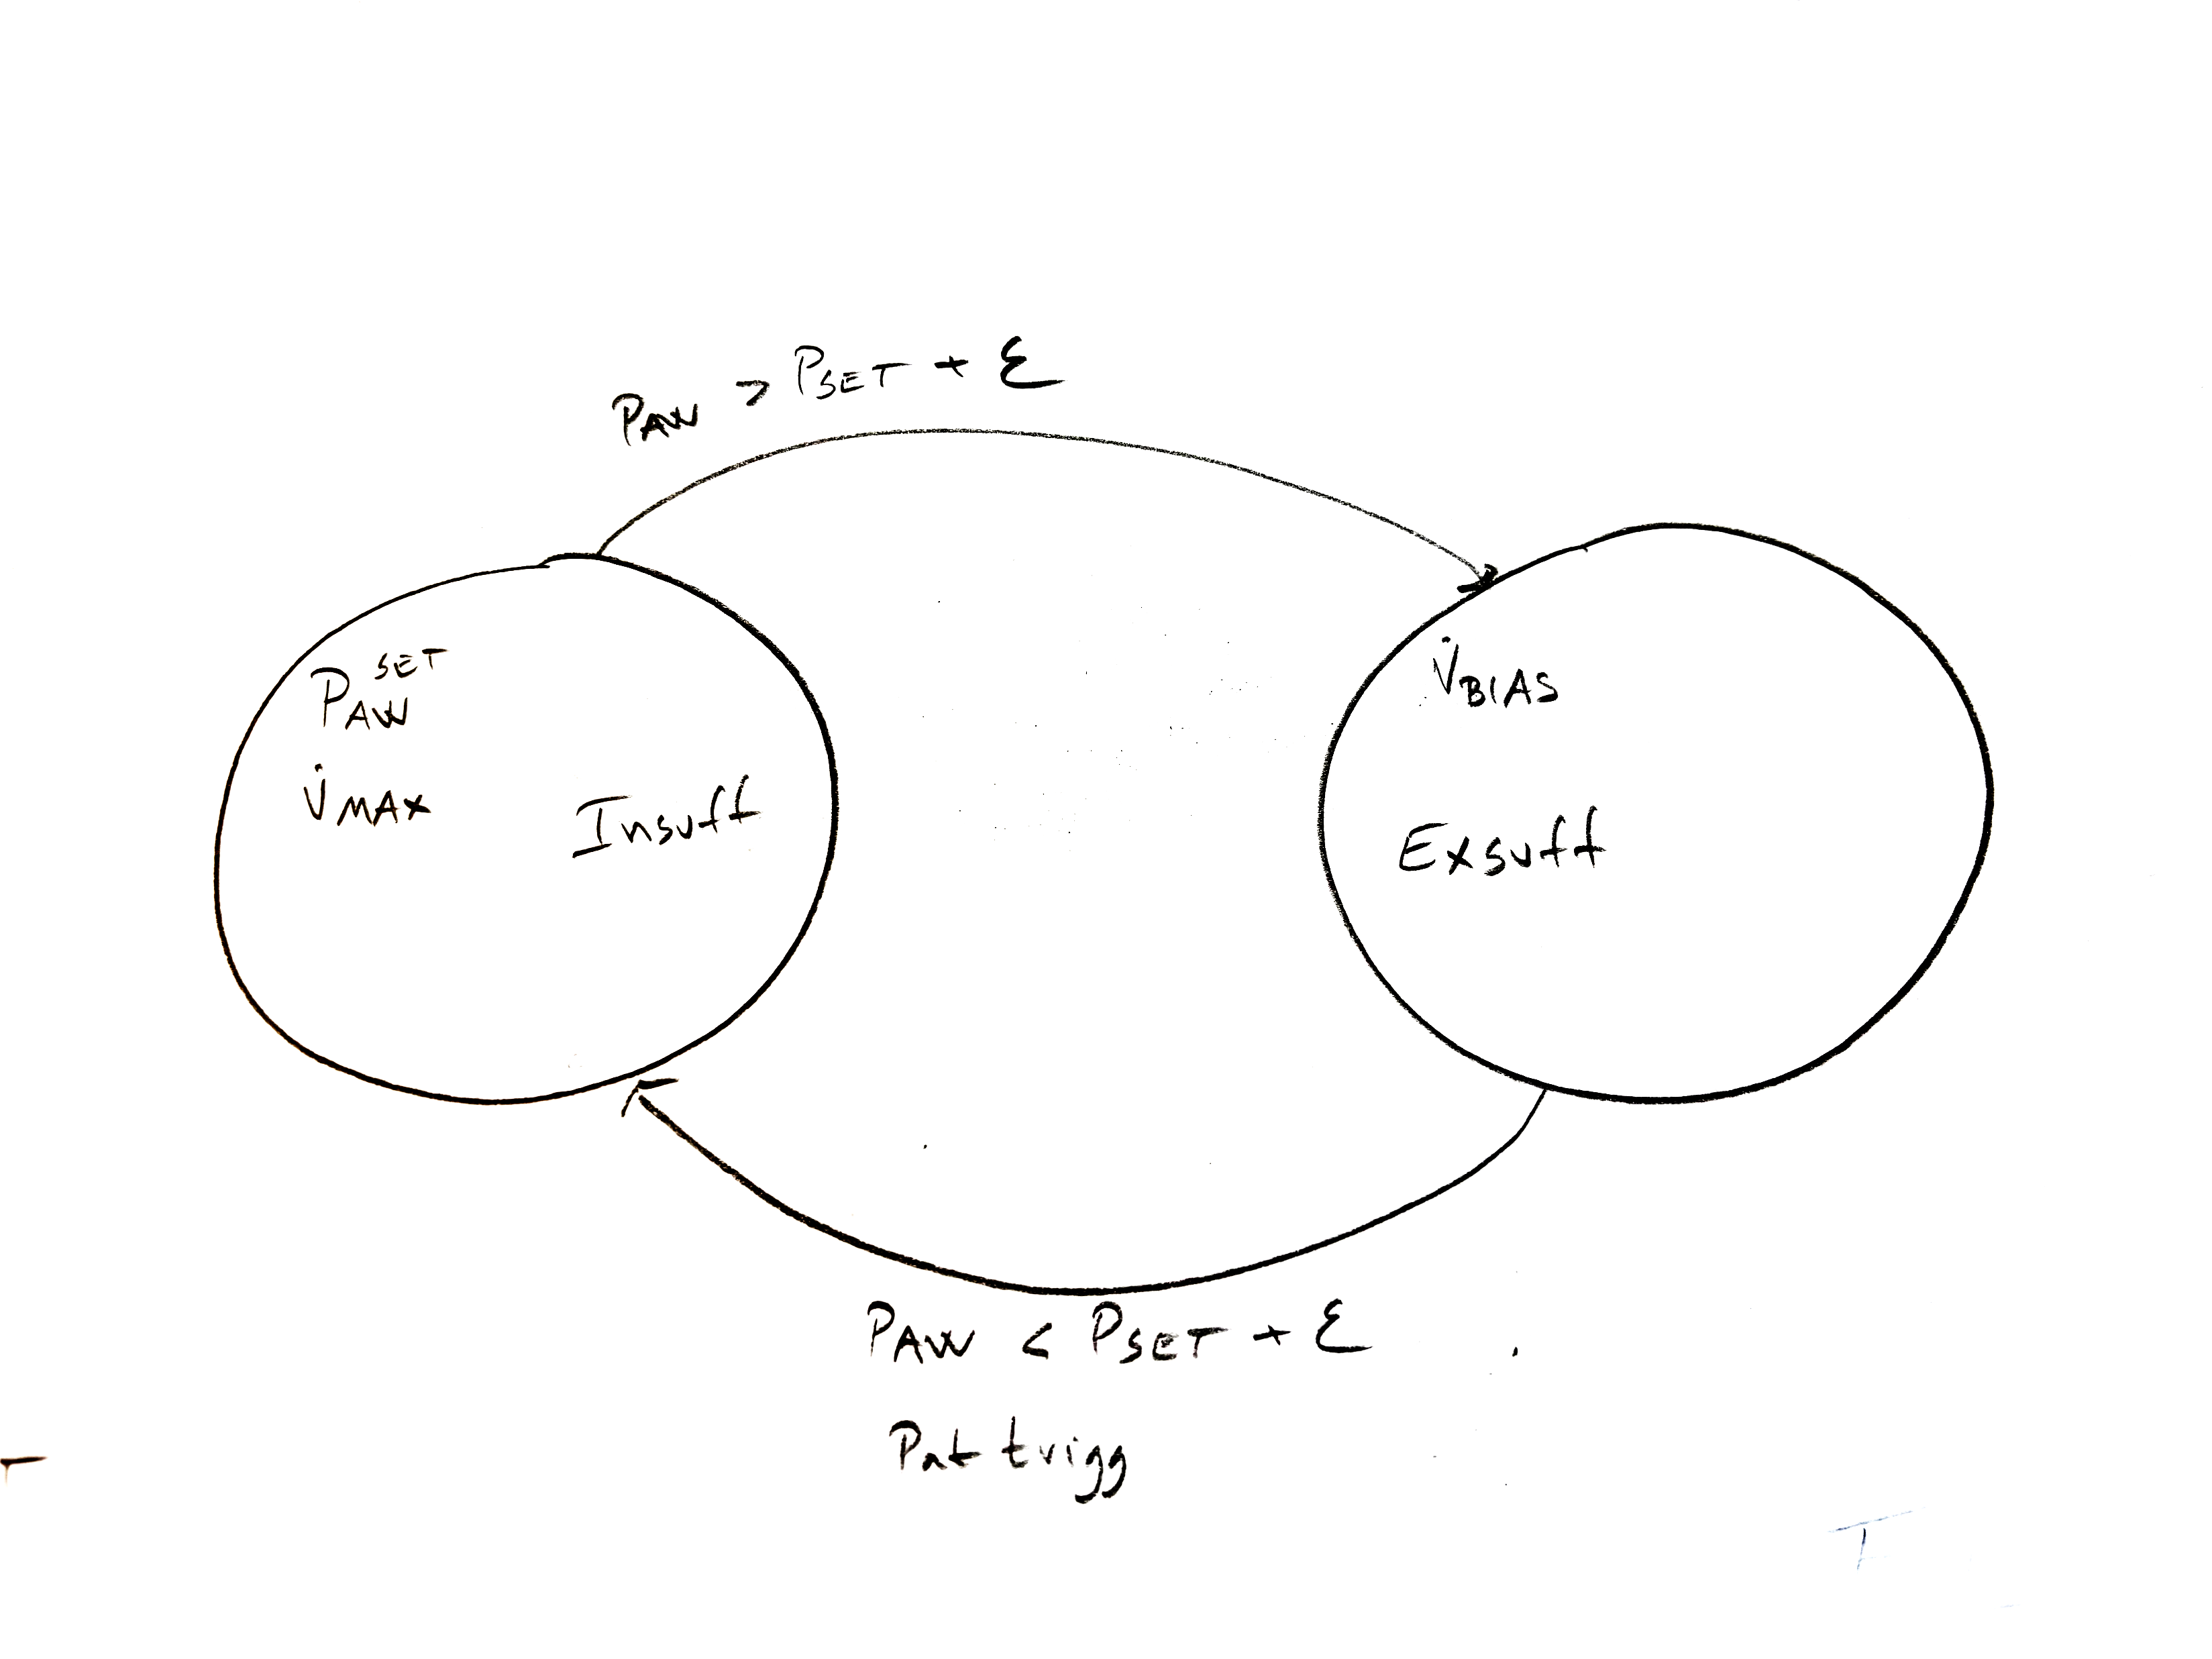 PAW > PSET + Ɛ
PAW SET
V̇MAX
Insuff
V̇BIAS
Exsuff
PAW < PSET + Ɛ
Pat trigg